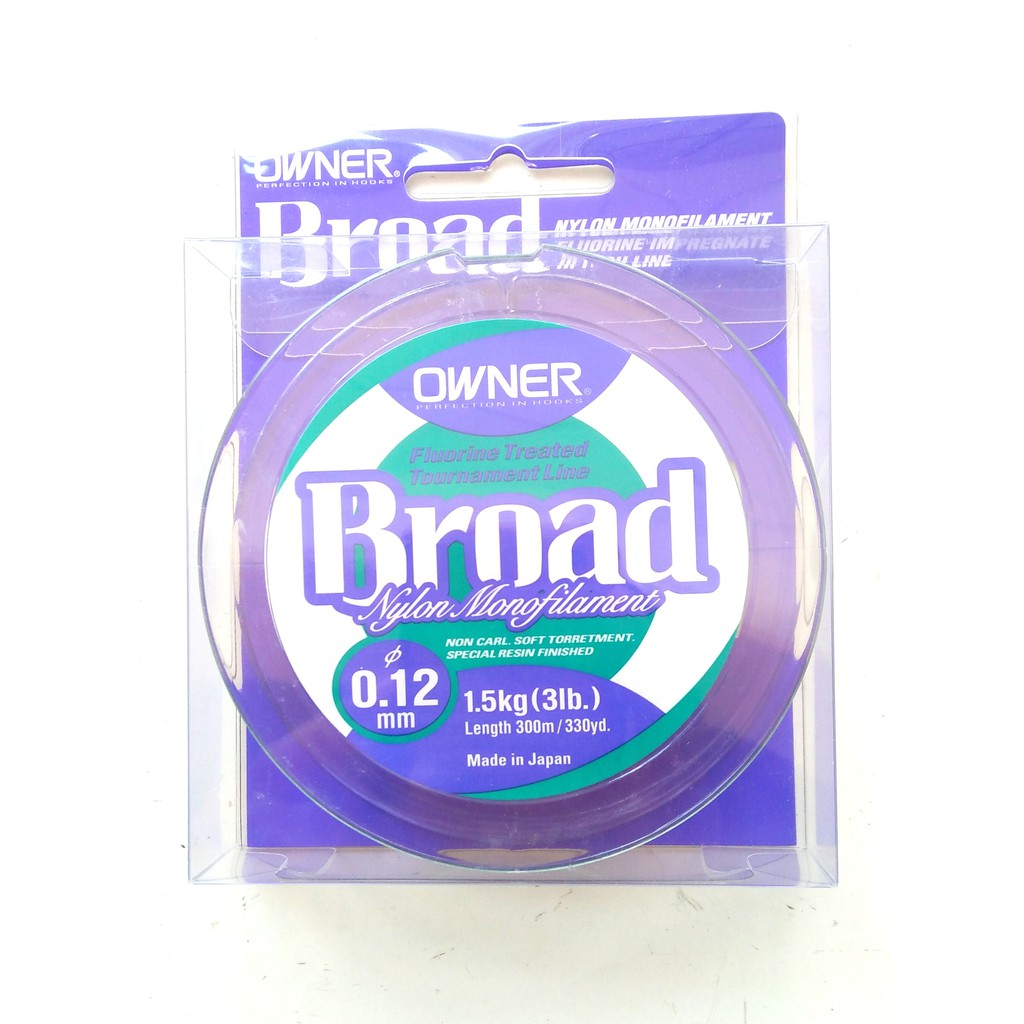 OWNER®
PERFECTION IN HOOKS
Broad
NYLON MONOFILAMENT
FLUORINE IMPREGNATE
LINE
OWNER®
PERFECTION IN HOOKS
Fluorine Treated
Tournament Line
Broad
Nylon Monofilament
NON CARL. SOFT TORRETMENT.
SPECIAL RESIN FINISHED
φ
0.12
mm
1.5kg(3lb.)
Length 300m/330yd.
Made in Japan